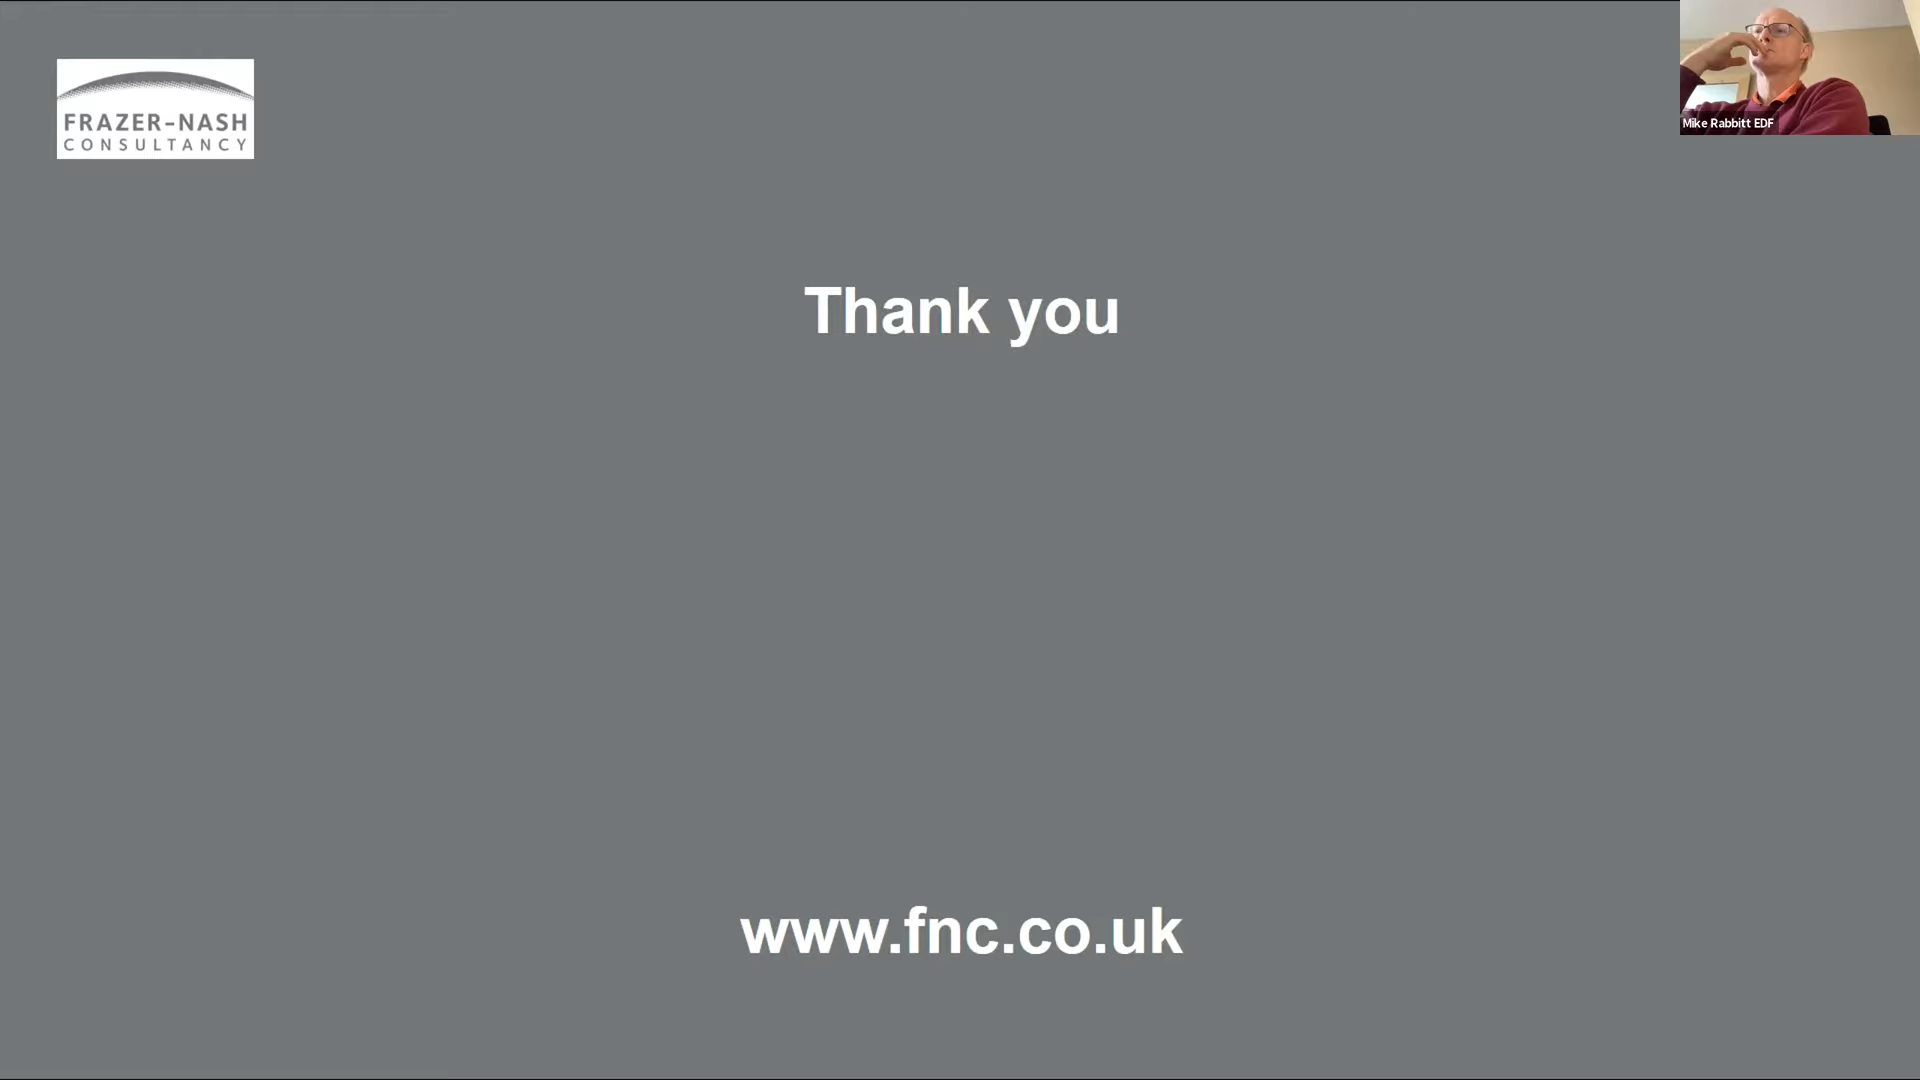 FRAZER-NASH
CONSULTANCY
Mike Rabbitt EDF
Thank you
www.fnc.co.uk